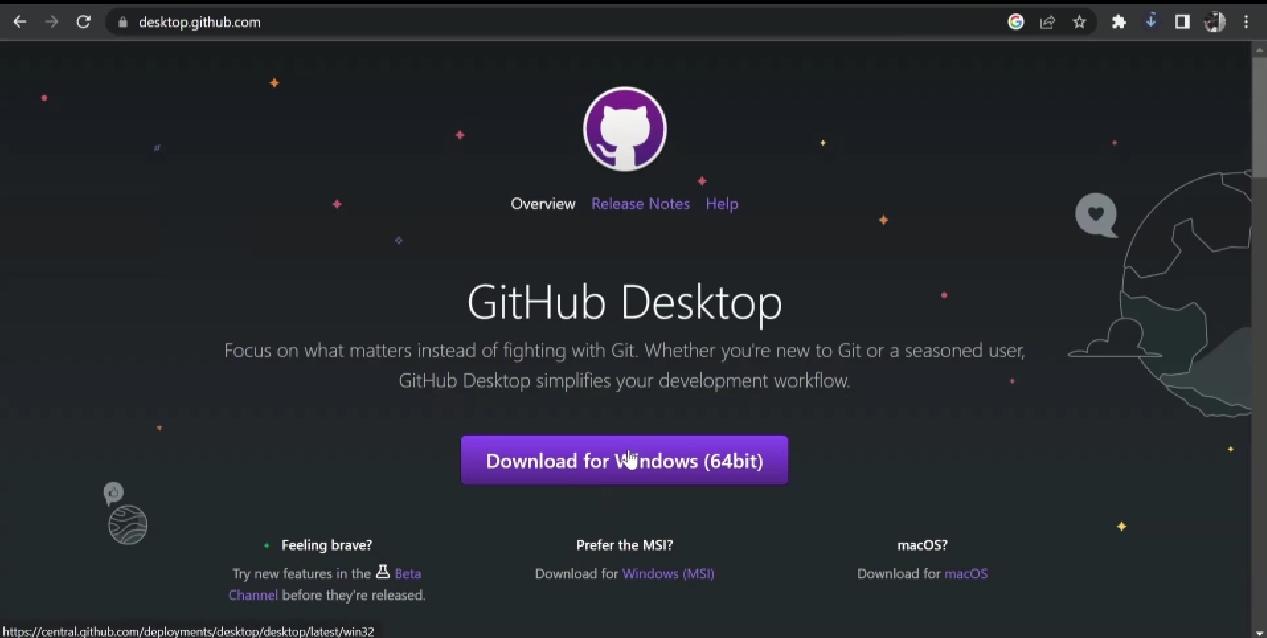 desktop.github.com
Overview Release Notes Help
GitHub Desktop
Focus on what matters instead of fighting with Git. Whether you're new to Git or a seasoned user,
GitHub Desktop simplifies your development workflow.
Download for Windows (64bit)
Feeling brave?
Try new features in the Beta
Channel before they're released.
Prefer the MSI?
Download for Windows (MSI)
macOS?
Download for macOS
https://central.github.com/deployments/desktop/desktop/latest/win32